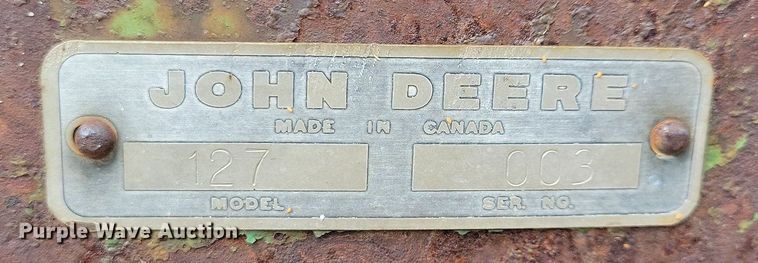 JOHN DEERE
MADE IN CANADA
127 003
MODEL SER. NO.
Purple Wave Auction